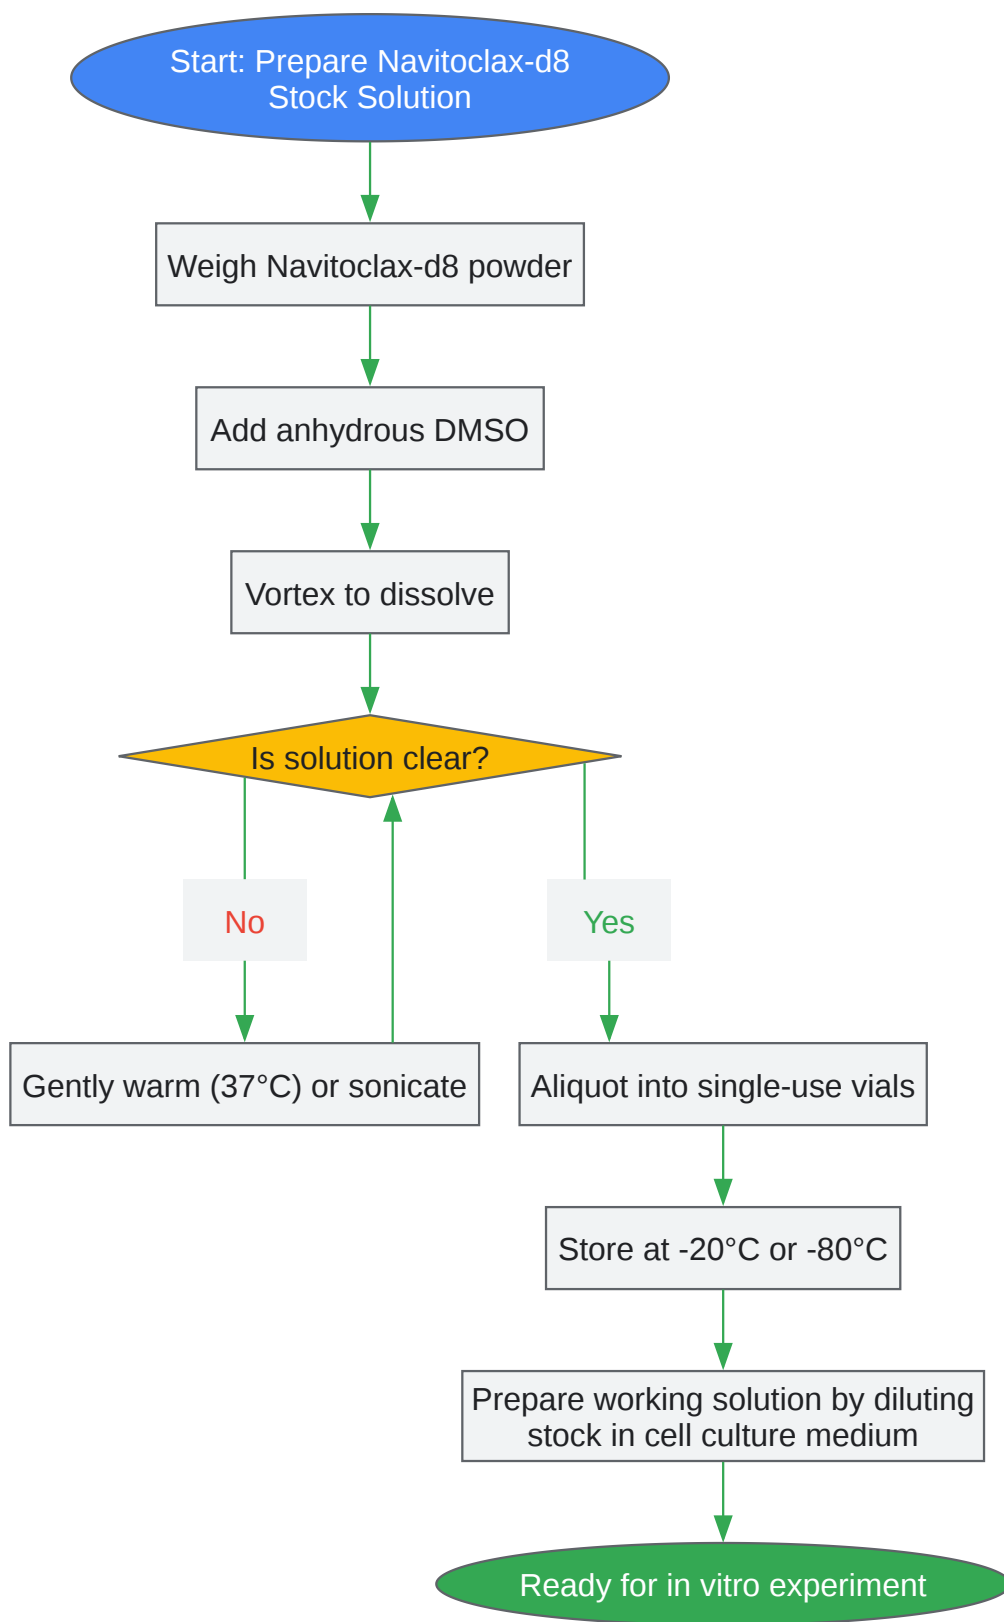 Start: Prepare Navitoclax-d8
Stock Solution
Weigh Navitoclax-d8 powder
Add anhydrous DMSO
Vortex to dissolve
Is solution clear?
No
Yes
Gently warm (37°C) or sonicate
Aliquot into single-use vials
Store at -20°C or -80°C
Prepare working solution by diluting
stock in cell culture medium
Ready for in vitro experiment